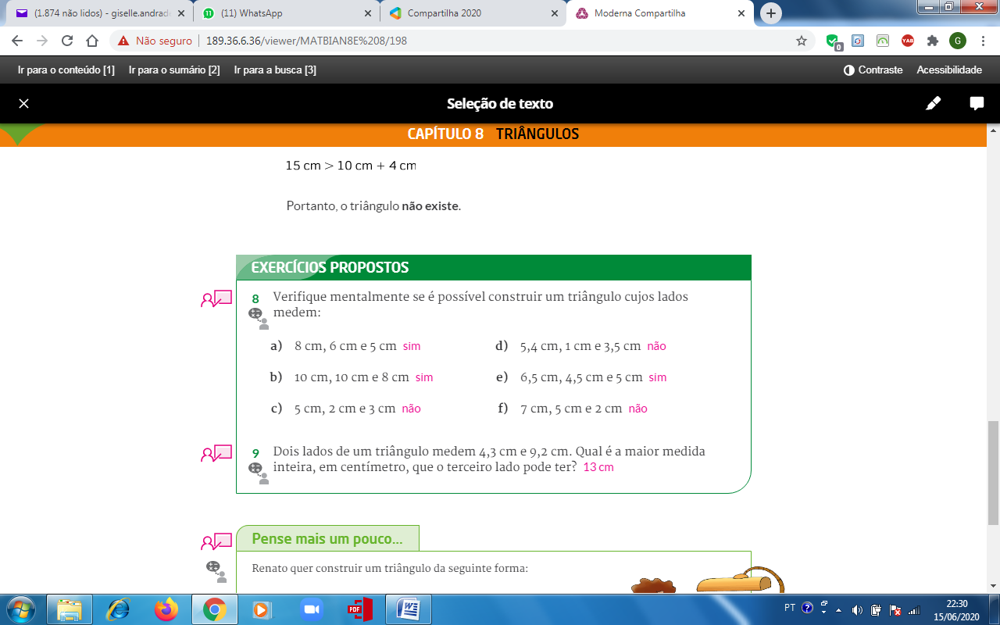 (1.874 não lidos) - giselle.andrad
(11) WhatsApp
Compartilha 2020
Moderna Compartilha
Não seguro
189.36.6.36/viewer/MATBIAN8E%208/198
0
YAB
G
Ir para o conteúdo [1]
Ir para o sumário [2]
Ir para a busca [3]
Contraste
Acessibilidade
Seleção de texto
CAPÍTULO 8 TRIÂNGULOS
15 cm > 10 cm + 4 cm
Portanto, o triângulo não existe.
EXERCÍCIOS PROPOSTOS
8 Verifique mentalmente se é possível construir um triângulo cujos lados
medem:
a) 8 cm, 6 cm e 5 cm sim
b) 10 cm, 10 cm e 8 cm sim
c) 5 cm, 2 cm e 3 cm não
d) 5,4 cm, 1 cm e 3,5 cm não
e) 6,5 cm, 4,5 cm e 5 cm sim
f) 7 cm, 5 cm e 2 cm não
9 Dois lados de um triângulo medem 4,3 cm e 9,2 cm. Qual é a maior medida
inteira, em centímetro, que o terceiro lado pode ter? 13 cm
Pense mais um pouco...
Renato quer construir um triângulo da seguinte forma:
PDF
PT
22:30
15/06/2020